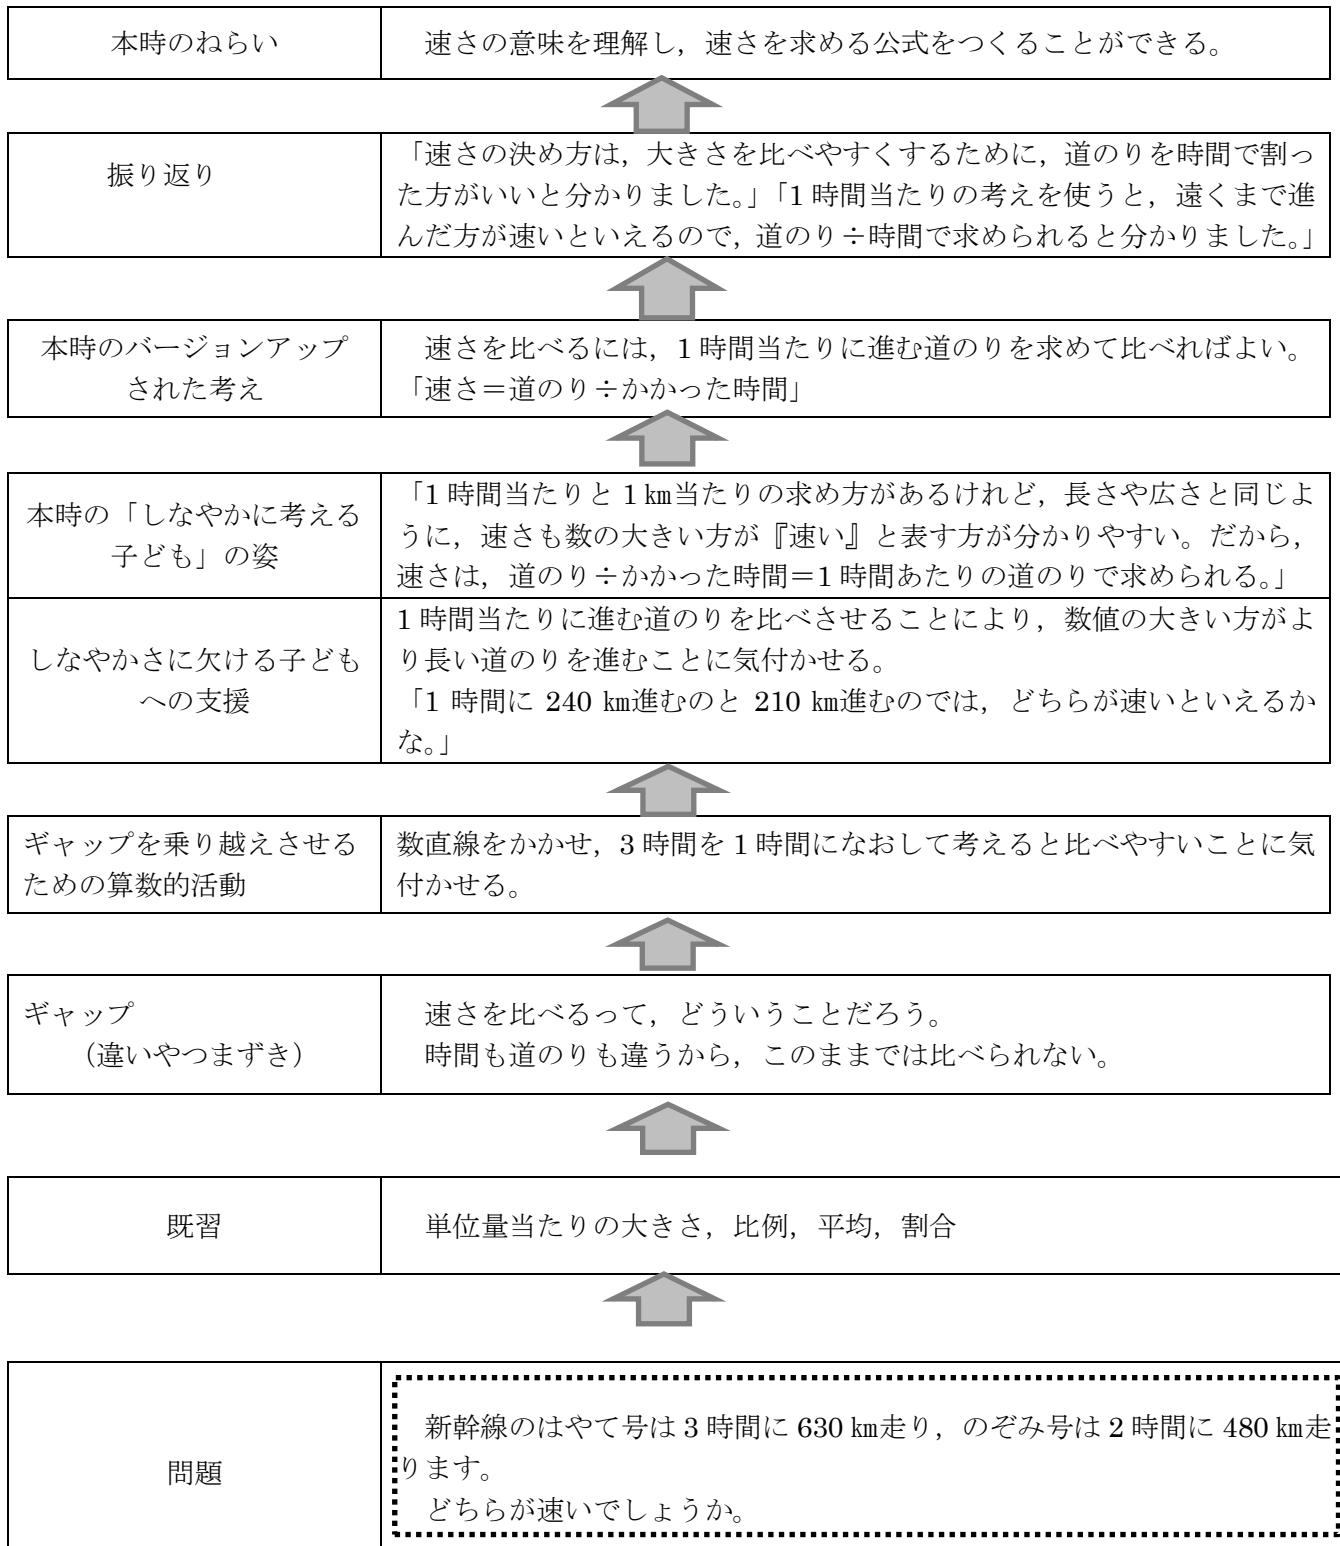 本時のねらい
速さの意味を理解し，速さを求める公式をつくることができる。
振り返り
「速さの決め方は，大きさを比べやすくするために，道のりを時間で割っ
た方がいいと分かりました。」「1 時間当たりの考えを使うと，遠くまで進
んだ方が速いといえるので，道のり÷時間で求められると分かりました。」
本時のバージョンアップ
された考え
速さを比べるには，1 時間当たりに進む道のりを求めて比べればよい。
「速さ＝道のり÷かかった時間」
本時の「しなやかに考える
子ども」の姿
「1 時間当たりと 1 ㎞当たりの求め方があるけれど，長さや広さと同じよ
うに，速さも数の大きい方が『速い』と表す方が分かりやすい。だから，
速さは，道のり÷かかった時間＝1 時間あたりの道のりで求められる。」
しなやかさに欠ける子ども
への支援
1 時間当たりに進む道のりを比べさせることにより，数値の大きい方がよ
り長い道のりを進むことに気付かせる。
「1 時間に 240 ㎞進むのと 210 ㎞進むのでは，どちらが速いといえるか
な。」
ギャップを乗り越えさせる
ための算数的活動
数直線をかかせ，3 時間を 1 時間になおして考えると比べやすいことに気
付かせる。
ギャップ
（違いやつまずき）
速さを比べるって，どういうことだろう。
時間も道のりも違うから，このままでは比べられない。
既習
単位量当たりの大きさ，比例，平均，割合
問題
新幹線のはやて号は 3 時間に 630 ㎞走り，のぞみ号は 2 時間に 480 ㎞走
ります。
どちらが速いでしょうか。